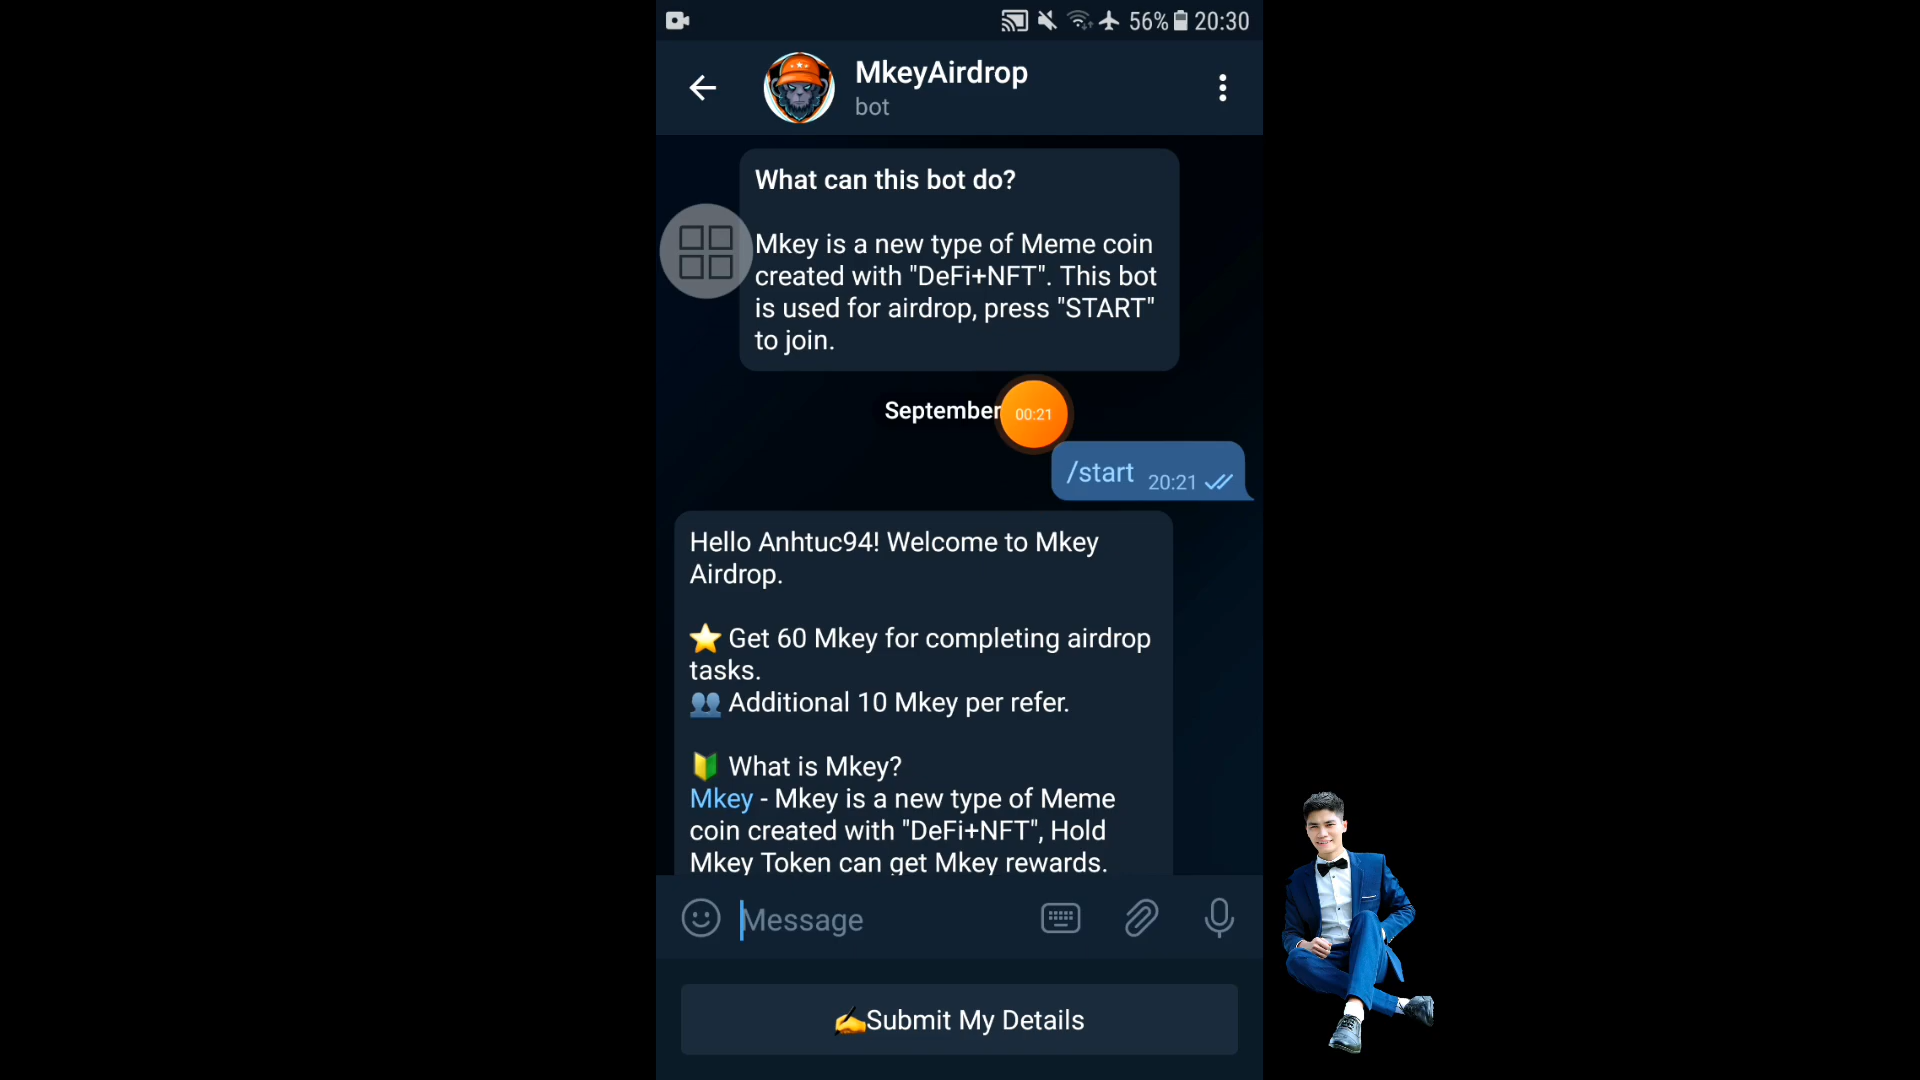 56% 20:30
MkeyAirdrop
bot
What can this bot do?
Mkey is a new type of Meme coin
created with "DeFi+NFT". This bot
is used for airdrop, press "START"
to join.
September
00:21
/start 20:21
Hello Anhtuc94! Welcome to Mkey
Airdrop.
⭐ Get 60 Mkey for completing airdrop
tasks.
👥 Additional 10 Mkey per refer.
🔰 What is Mkey?
Mkey - Mkey is a new type of Meme
coin created with "DeFi+NFT", Hold
Mkey Token can get Mkey rewards.
Message
✍Submit My Details